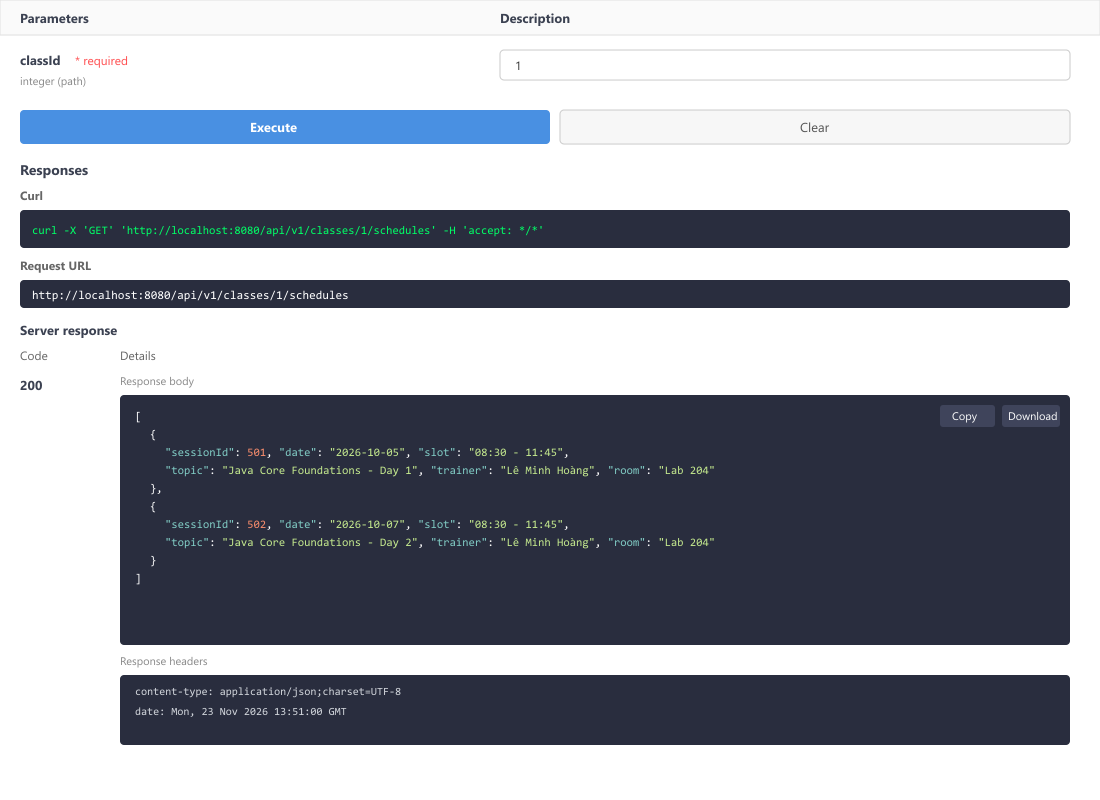 Parameters Description
classId * required 1
integer (path)
Execute Clear
Responses
Curl
curl -X 'GET' 'http://localhost:8080/api/v1/classes/1/schedules' -H 'accept: */*'
Request URL
http://localhost:8080/api/v1/classes/1/schedules
Server response
Code Details
200 Response body
Copy Download
[
{
"sessionId": 501, "date": "2026-10-05", "slot": "08:30 - 11:45",
"topic": "Java Core Foundations - Day 1", "trainer": "Lê Minh Hoàng", "room": "Lab 204"
},
{
"sessionId": 502, "date": "2026-10-07", "slot": "08:30 - 11:45",
"topic": "Java Core Foundations - Day 2", "trainer": "Lê Minh Hoàng", "room": "Lab 204"
}
]
Response headers
content-type: application/json;charset=UTF-8
date: Mon, 23 Nov 2026 13:51:00 GMT